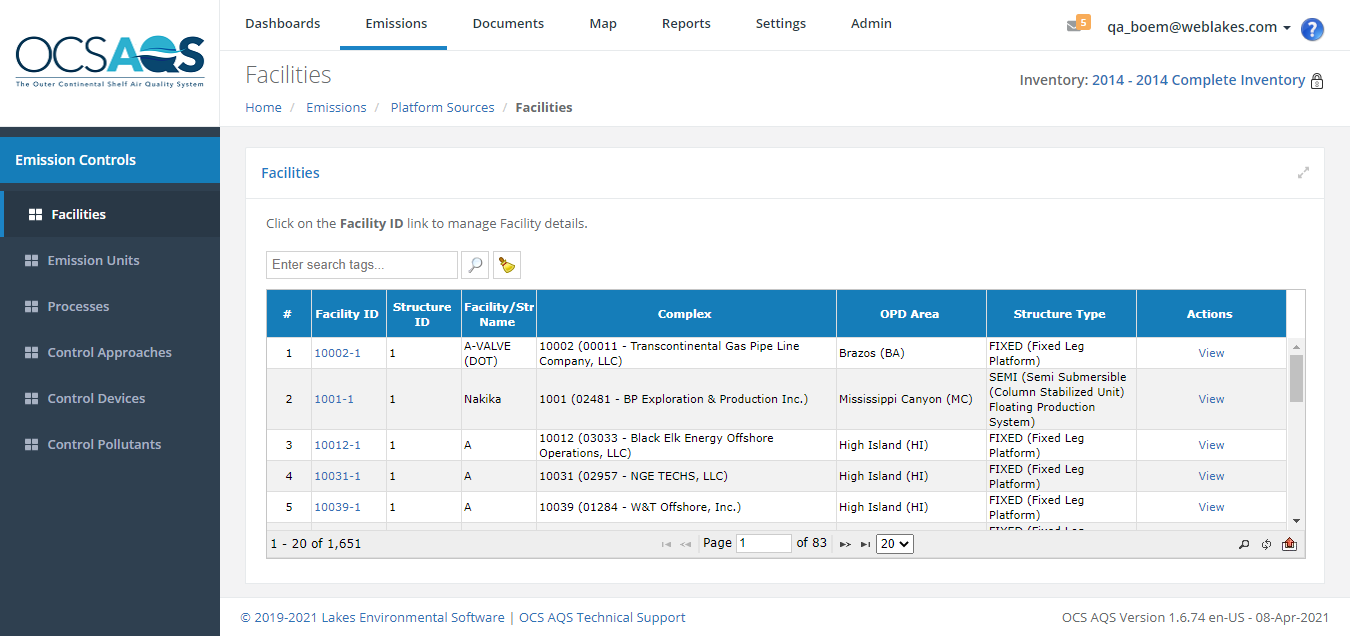 Dashboards Emissions Documents Map Reports Settings Admin 5 qa_boem@weblakes.com ?
OCSAQS
The Outer Continental Shelf Air Quality System
Facilities
Inventory: 2014 - 2014 Complete Inventory
Home / Emissions / Platform Sources / Facilities
Emission Controls
Facilities
Emission Units
Processes
Control Approaches
Control Devices
Control Pollutants
Facilities
Click on the Facility ID link to manage Facility details.
Enter search tags...
# Facility ID Structure ID Facility/Str Name Complex OPD Area Structure Type Actions
1 10002-1 1 A-VALVE (DOT) 10002 (00011 - Transcontinental Gas Pipe Line Company, LLC) Brazos (BA) FIXED (Fixed Leg Platform) View
2 1001-1 1 Nakika 1001 (02481 - BP Exploration & Production Inc.) Mississippi Canyon (MC) SEMI (Semi Submersible (Column Stabilized Unit) Floating Production System) View
3 10012-1 1 A 10012 (03033 - Black Elk Energy Offshore Operations, LLC) High Island (HI) FIXED (Fixed Leg Platform) View
4 10031-1 1 A 10031 (02957 - NGE TECHS, LLC) High Island (HI) FIXED (Fixed Leg Platform) View
5 10039-1 1 A 10039 (01284 - W&T Offshore, Inc.) High Island (HI) FIXED (Fixed Leg Platform) View
FIXED (Fixed Leg
1 - 20 of 1,651 Page 1 of 83 20
© 2019-2021 Lakes Environmental Software | OCS AQS Technical Support
OCS AQS Version 1.6.74 en-US - 08-Apr-2021